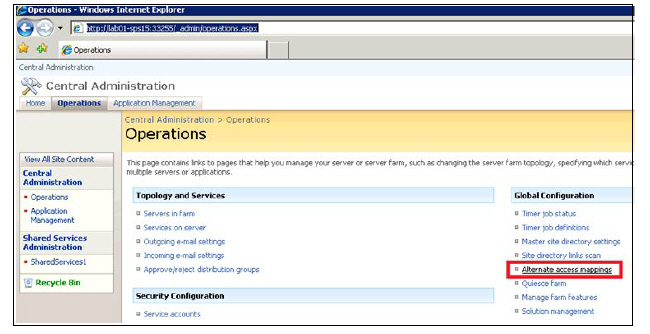 Operations - Windows Internet Explorer
http://lab01-sps15:33255/_admin/operations.aspx
Operations
Central Administration
Central Administration
Home Operations Application Management
Central Administration > Operations
Operations
This page contains links to pages that help you manage your server or server farm, such as changing the server farm topology, specifying which servic
multiple servers or applications.
View All Site Content
Central
Administration
Operations
Application
Management
Shared Services
Administration
SharedServices1
Recycle Bin
Topology and Services
Servers in farm
Services on server
Outgoing e-mail settings
Incoming e-mail settings
Approve/reject distribution groups
Security Configuration
Service accounts
Global Configuration
Timer job status
Timer job definitions
Master site directory settings
Site directory links scan
Alternate access mappings
Quiesce farm
Manage farm features
Solution management